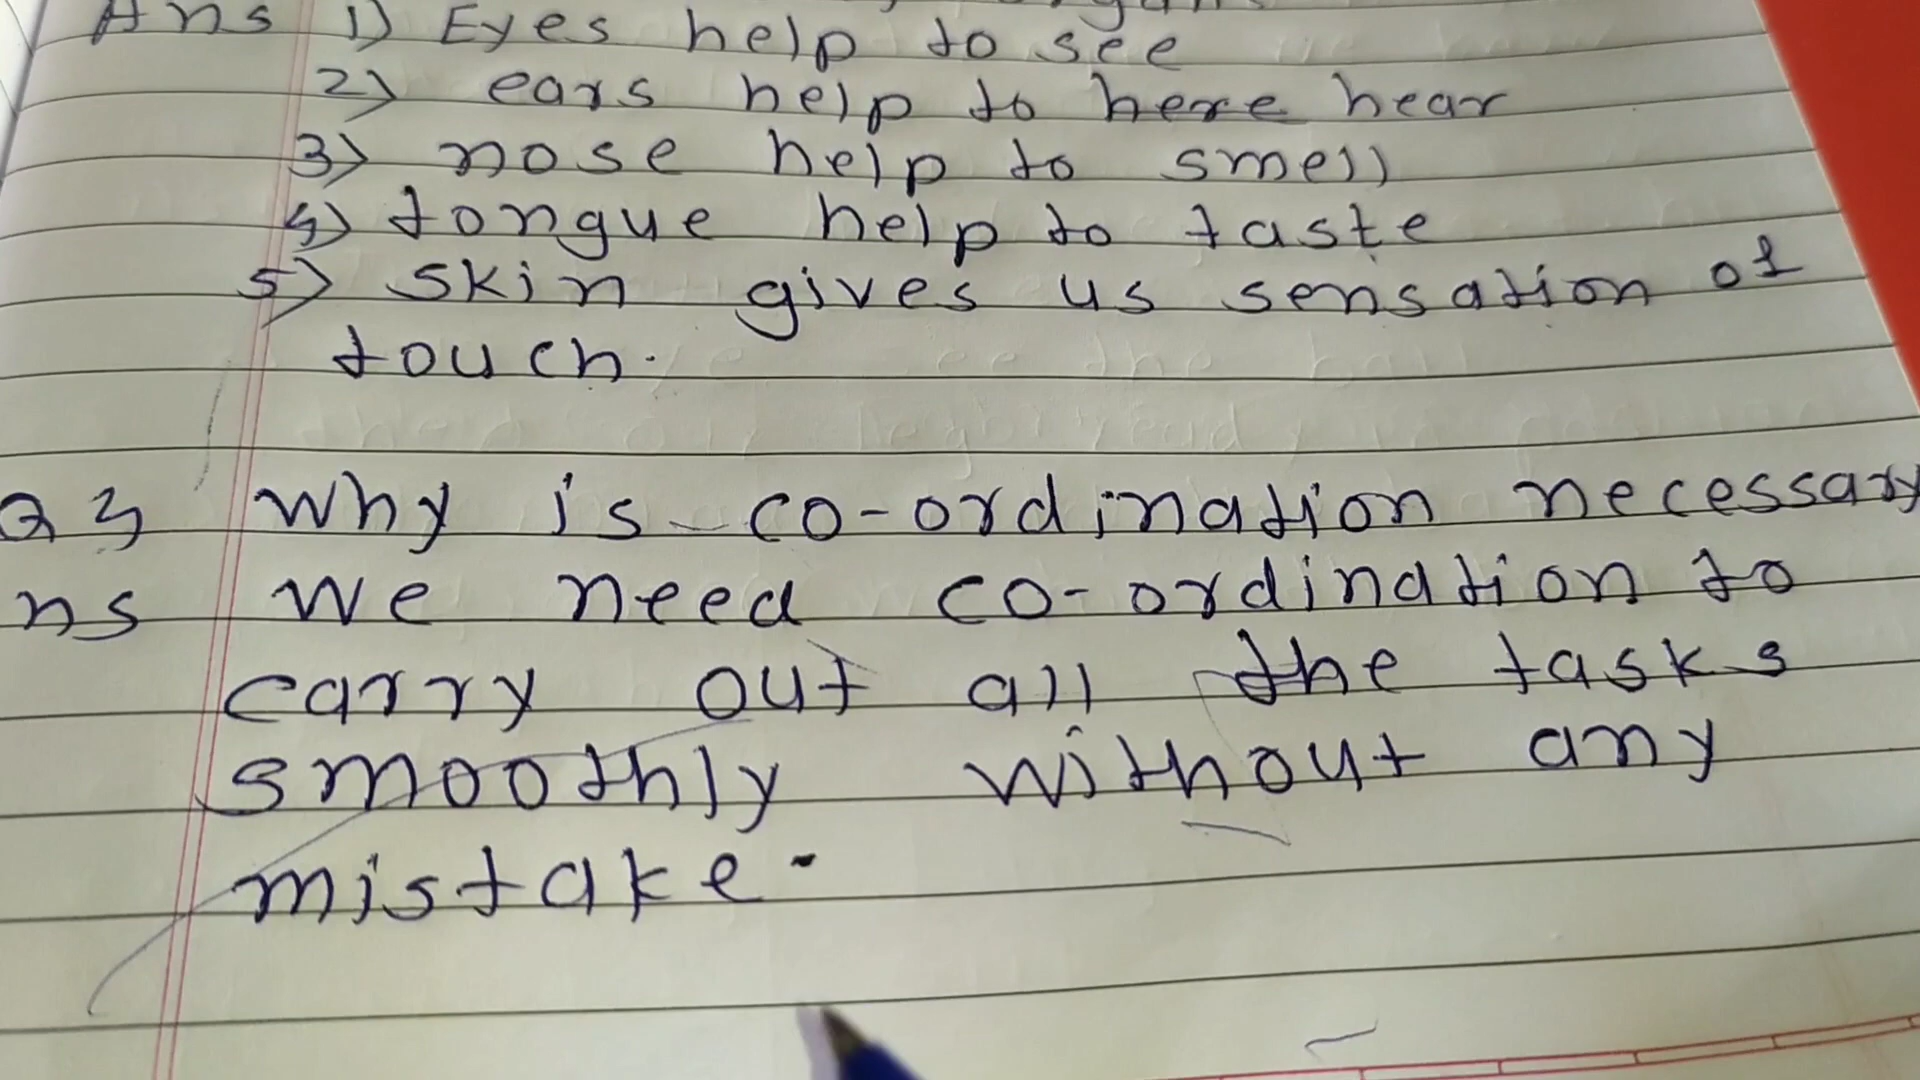 Ans 1) Eyes help to see
2) ears help to here hear
3) nose help to smell
4) tongue help to taste
5) skin gives us sensation of
touch.
Q3 Why is co-ordination necessary
ns We need co-ordination to
carry out all the tasks
smoothly without any
mistake.